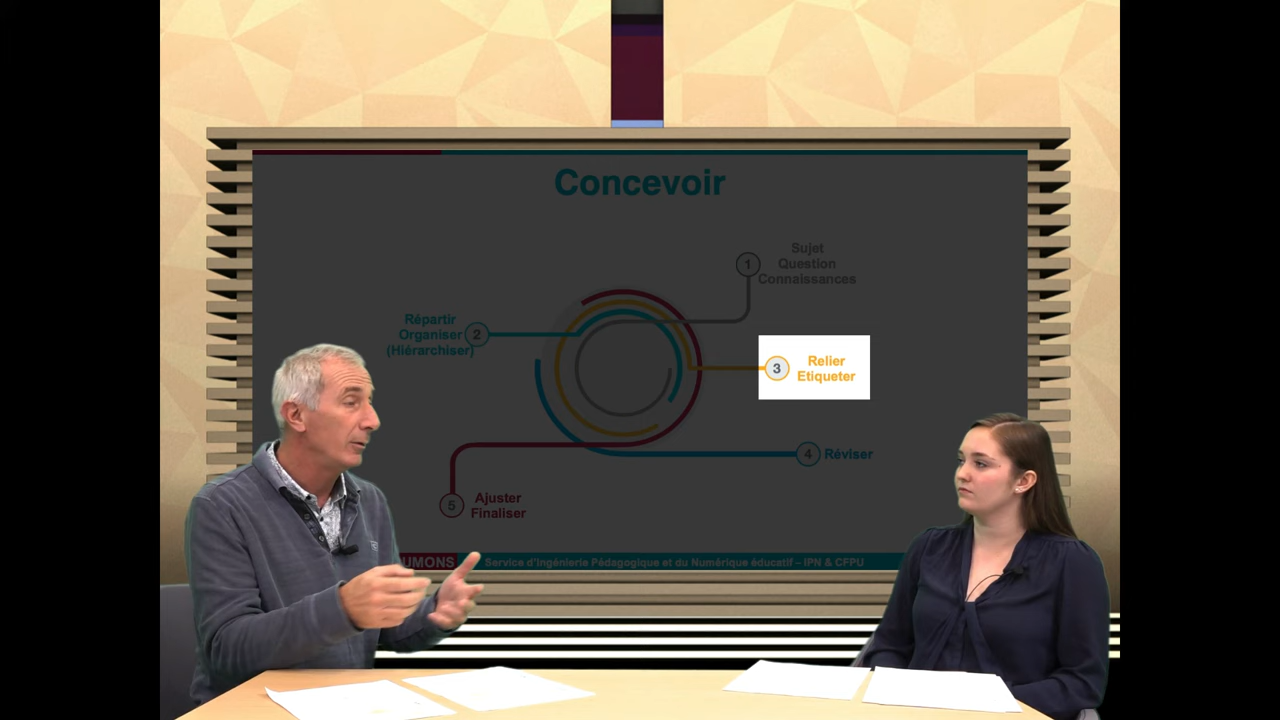 Concevoir
1
Sujet
Question
Connaissances
Répartir
Organiser
(Hiérarchiser)
2
3
Relier
Etiqueter
4
Réviser
5
Ajuster
Finaliser
UMONS
Service d'Ingénierie Pédagogique et du Numérique éducatif – IPN & CFPU